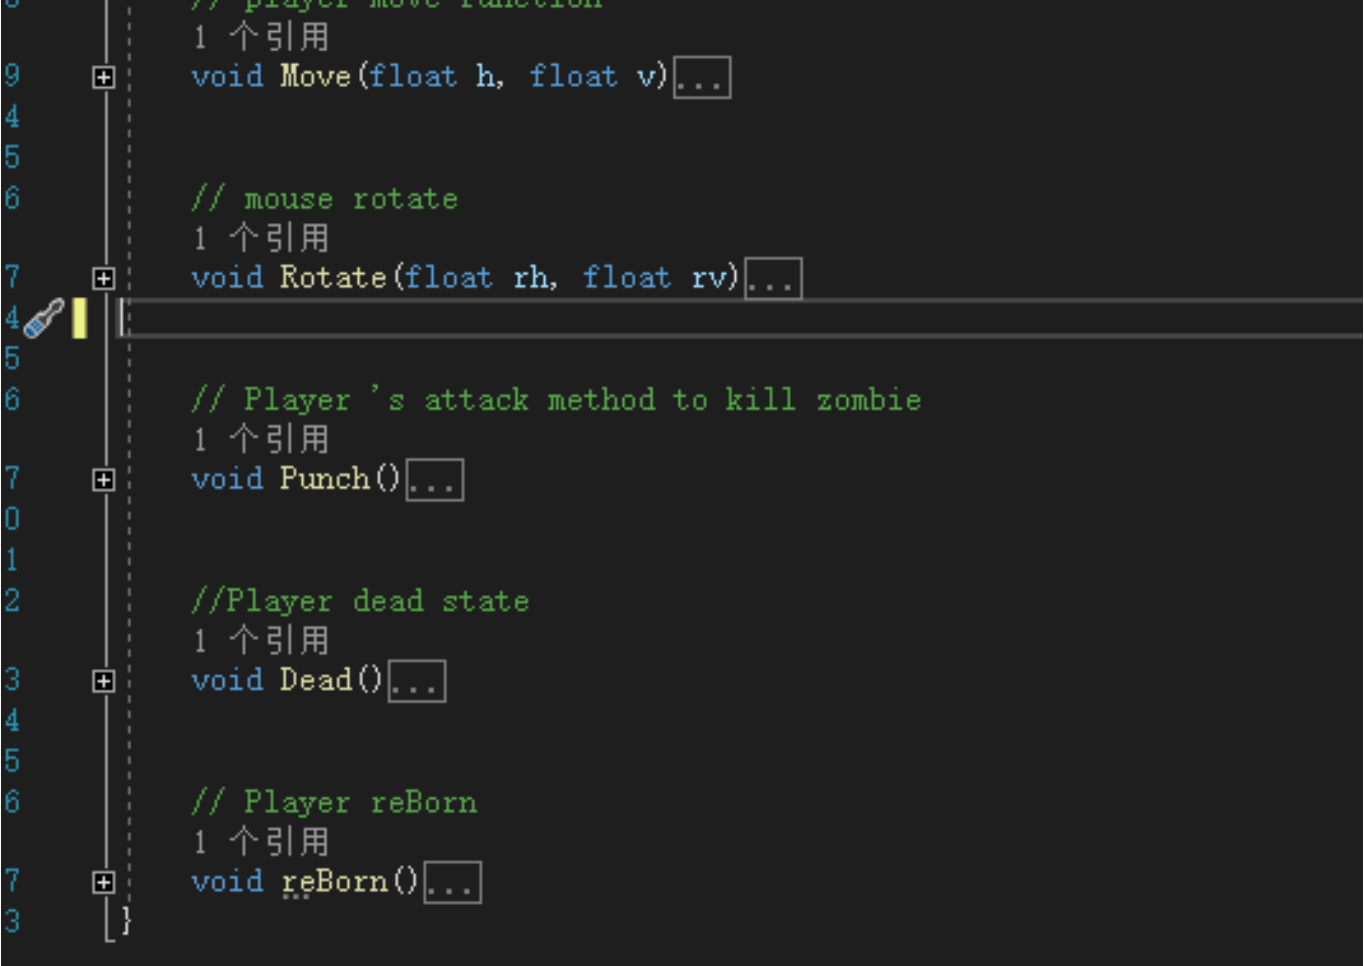 // player move function
1 个引用
9 void Move(float h, float v)...
4
5
6 // mouse rotate
1 个引用
7 void Rotate(float rh, float rv)...
4
5
6 // Player 's attack method to kill zombie
1 个引用
7 void Punch()...
0
1
2 //Player dead state
1 个引用
3 void Dead()...
4
5
6 // Player reBorn
1 个引用
7 void reBorn()...
3 }